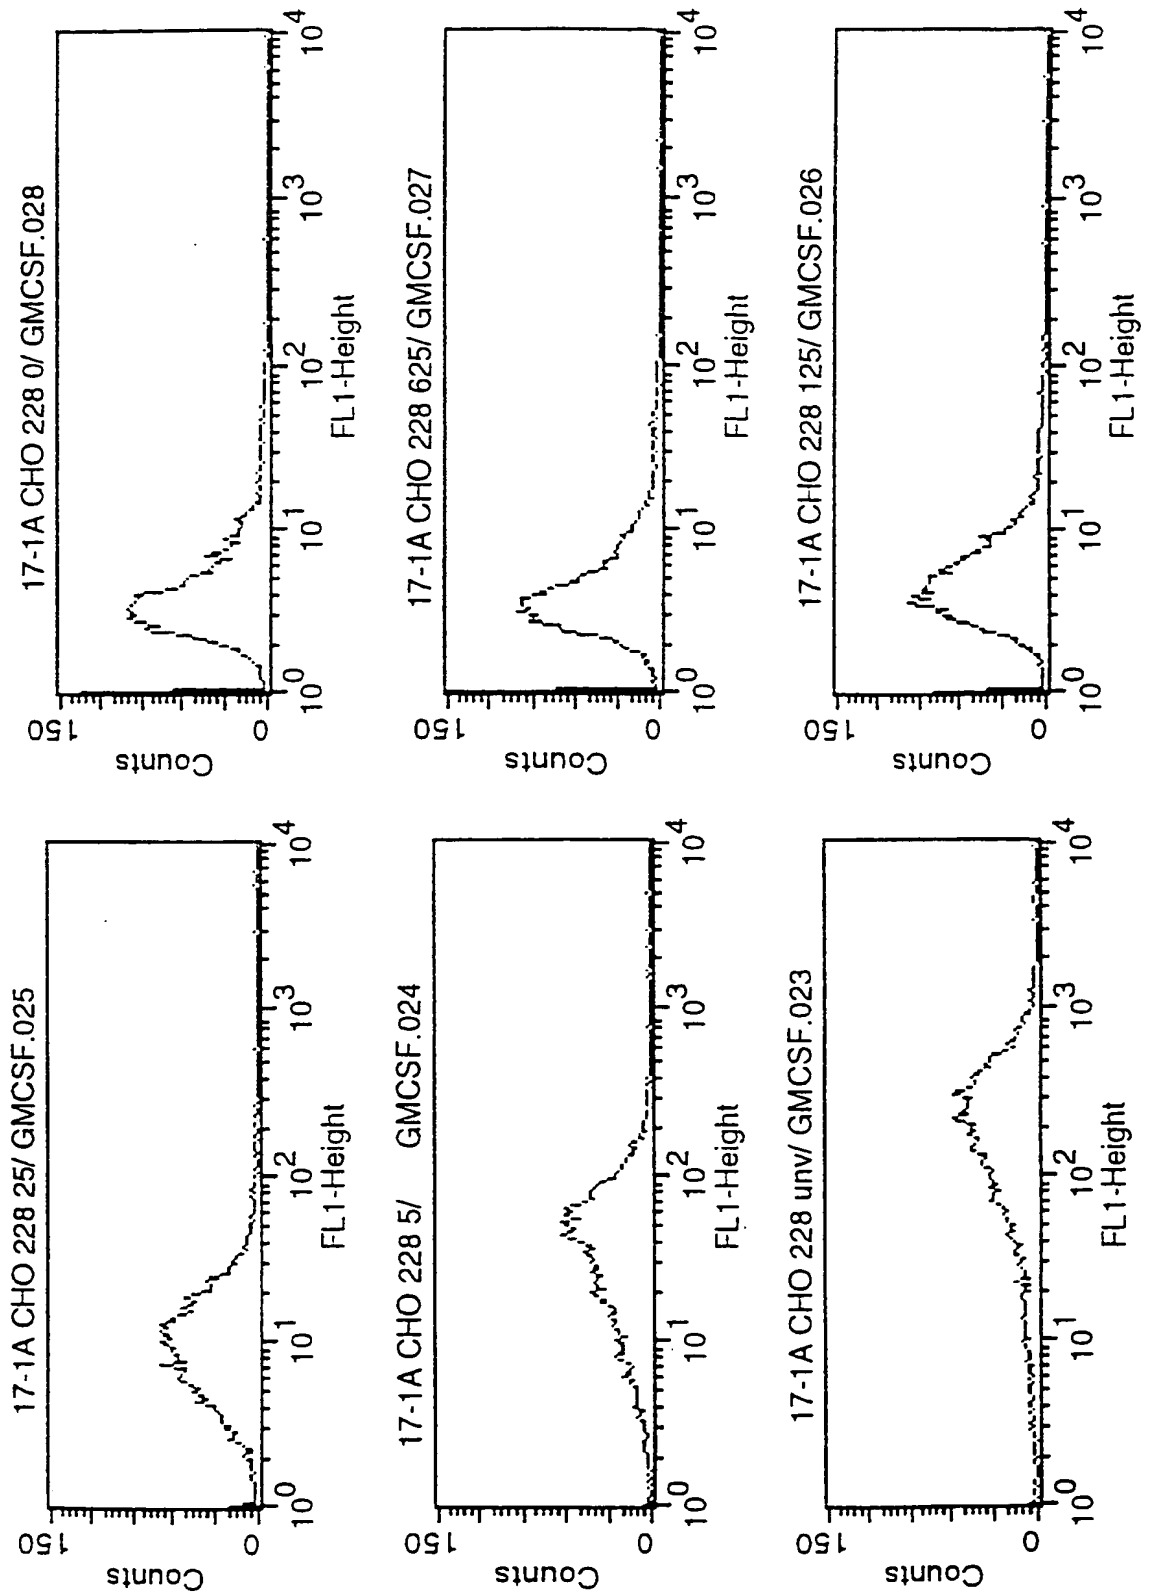 17-1A CHO 228 25/ GMCSF.025
150
Counts
0
10^0 10^1 10^2 10^3 10^4
FL1-Height
17-1A CHO 228 0/ GMCSF.028
150
Counts
0
10^0 10^1 10^2 10^3 10^4
FL1-Height
17-1A CHO 228 5/ GMCSF.024
150
Counts
0
10^0 10^1 10^2 10^3 10^4
FL1-Height
17-1A CHO 228 625/ GMCSF.027
150
Counts
0
10^0 10^1 10^2 10^3 10^4
FL1-Height
17-1A CHO 228 unv/ GMCSF.023
150
Counts
0
10^0 10^1 10^2 10^3 10^4
FL1-Height
17-1A CHO 228 125/ GMCSF.026
150
Counts
0
10^0 10^1 10^2 10^3 10^4
FL1-Height